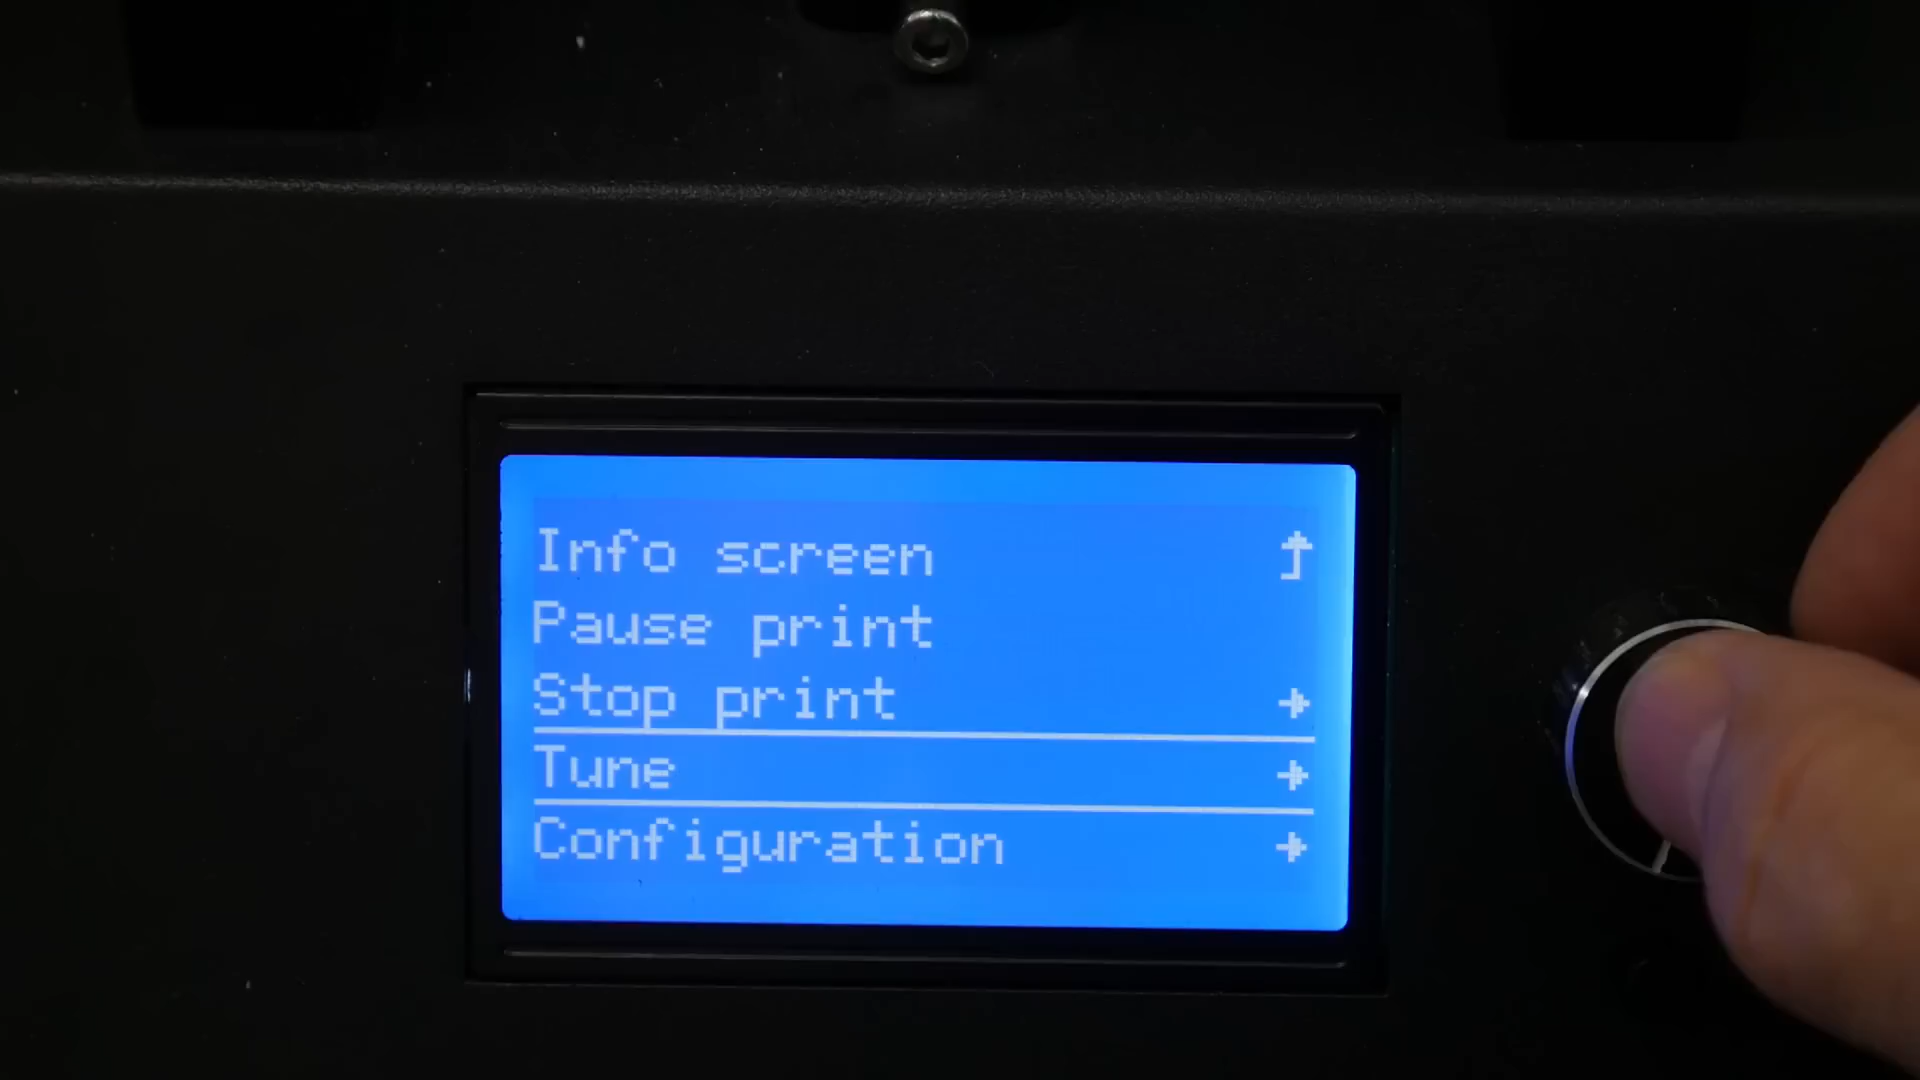 Info screen
Pause print
Stop print
Tune
Configuration